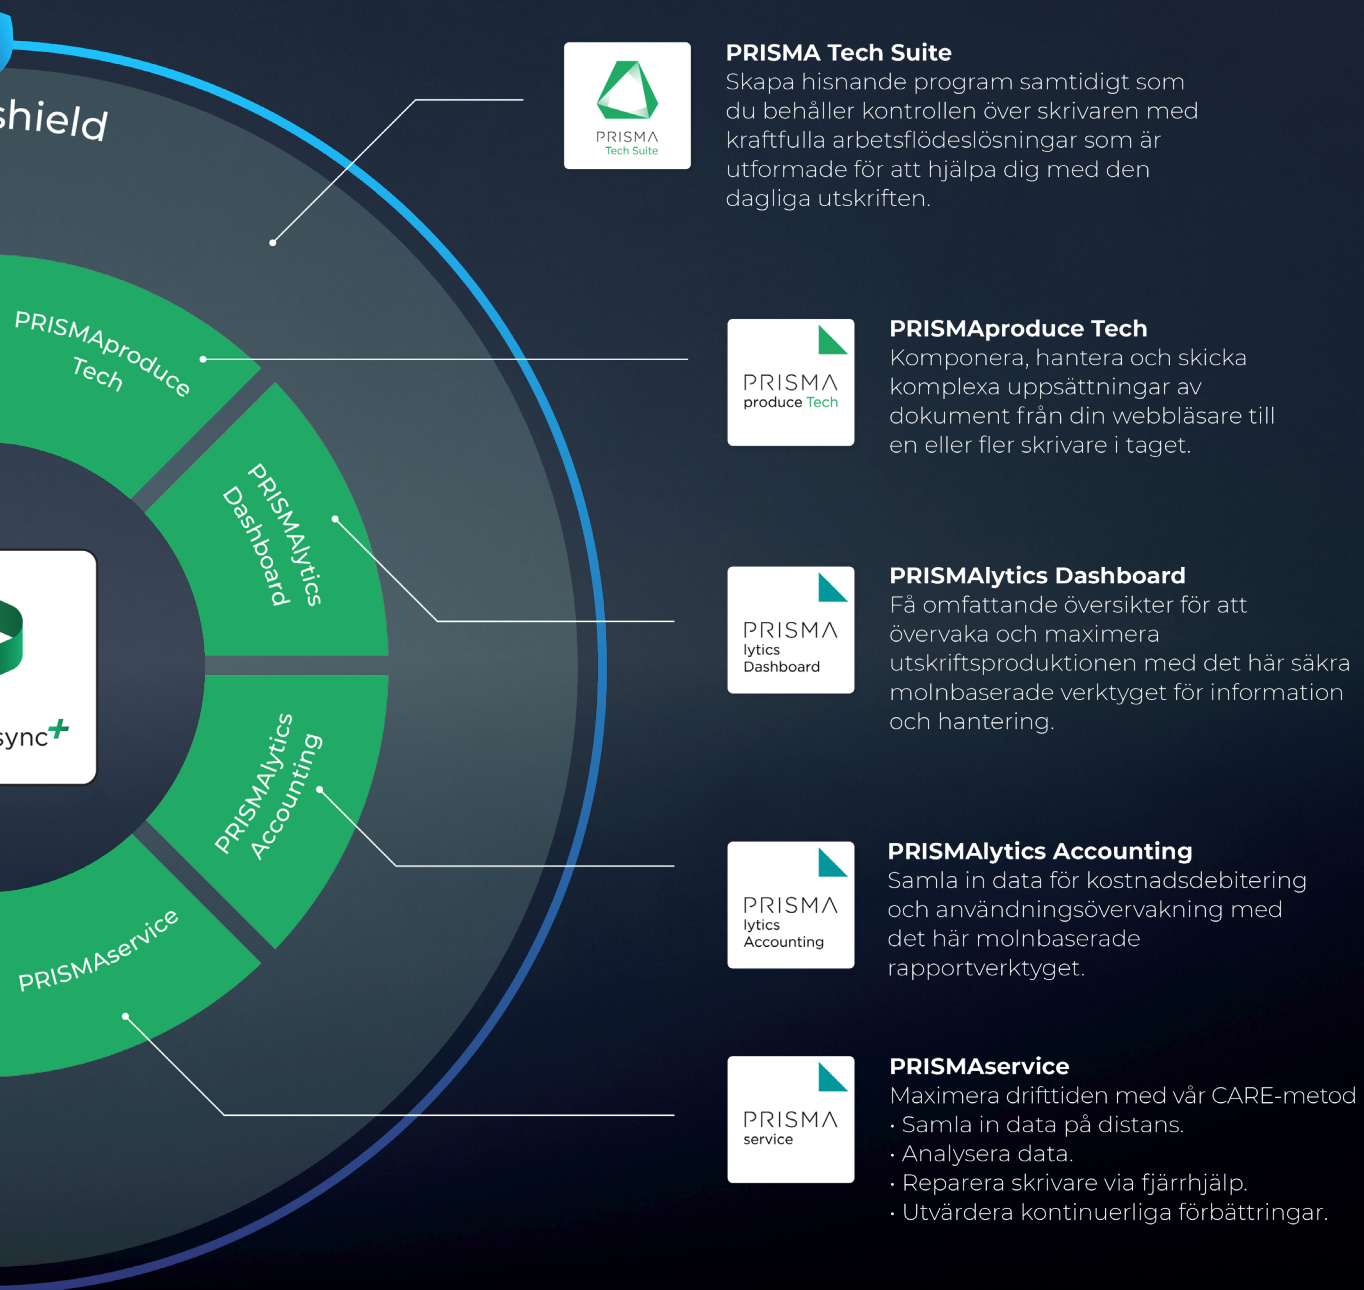 shield
PRISMAproduce
Tech
PRISMAlytics
Dashboard
PRISMAlytics
Accounting
PRISMAservice
sync+
PRISMA
Tech Suite
PRISMA Tech Suite
Skapa hisnande program samtidigt som
du behåller kontrollen över skrivaren med
kraftfulla arbetsflödeslösningar som är
utformade för att hjälpa dig med den
dagliga utskriften.
PRISMA
produce Tech
PRISMAproduce Tech
Komponera, hantera och skicka
komplexa uppsättningar av
dokument från din webbläsare till
en eller fler skrivare i taget.
PRISMA
lytics
Dashboard
PRISMAlytics Dashboard
Få omfattande översikter för att
övervaka och maximera
utskriftsproduktionen med det här säkra
molnbaserade verktyget för information
och hantering.
PRISMA
lytics
Accounting
PRISMAlytics Accounting
Samla in data för kostnadsdebitering
och användningsövervakning med
det här molnbaserade
rapportverktyget.
PRISMA
service
PRISMAservice
Maximera drifttiden med vår CARE-metod
• Samla in data på distans.
• Analysera data.
• Reparera skrivare via fjärrhjälp.
• Utvärdera kontinuerliga förbättringar.